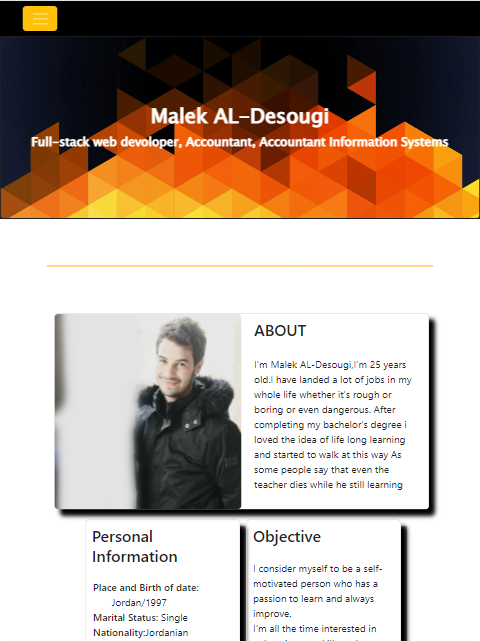 Malek AL-Desougi
Full-stack web devoloper, Accountant, Accountant Information Systems
ABOUT
I'm Malek AL-Desougi,I'm 25 years
old.I have landed a lot of jobs in my
whole life whether it's rough or
boring or even dangerous. After
completing my bachelor's degree i
loved the idea of life long learning
and started to walk at this way As
some people say that even the
teacher dies while he still learning
Personal
Information
Place and Birth of date:
Jordan/1997
Marital Status: Single
Nationality:Jordanian
Objective
I consider myself to be a self-
motivated person who has a
passion to learn and always
improve.
I'm all the time interested in